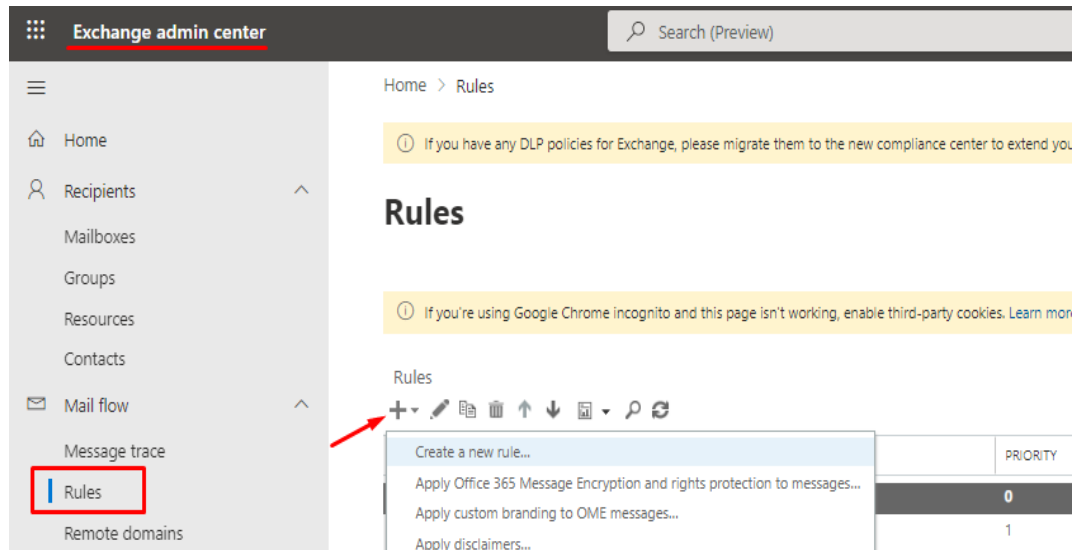 Exchange admin center
Search (Preview)
Home > Rules
Home
If you have any DLP policies for Exchange, please migrate them to the new compliance center to extend you
Recipients
Rules
Mailboxes
Groups
Resources
If you're using Google Chrome incognito and this page isn't working, enable third-party cookies. Learn more
Contacts
Rules
Mail flow
Message trace
Create a new rule...
PRIORITY
Apply Office 365 Message Encryption and rights protection to messages...
Rules
0
Apply custom branding to OME messages...
Remote domains
1
Apply disclaimers...